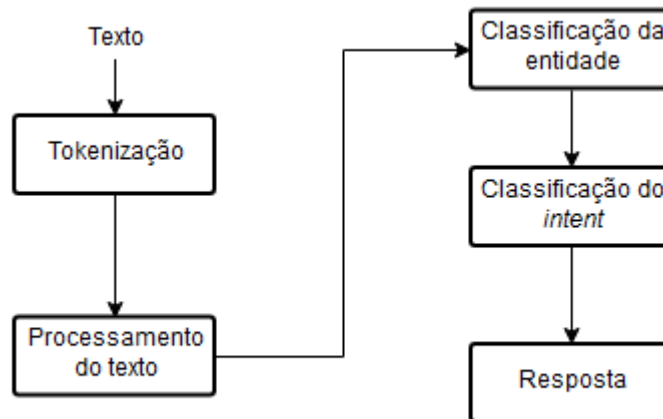 Texto
Tokenização
Processamento
do texto
Classificação da
entidade
Classificação do
intent
Resposta